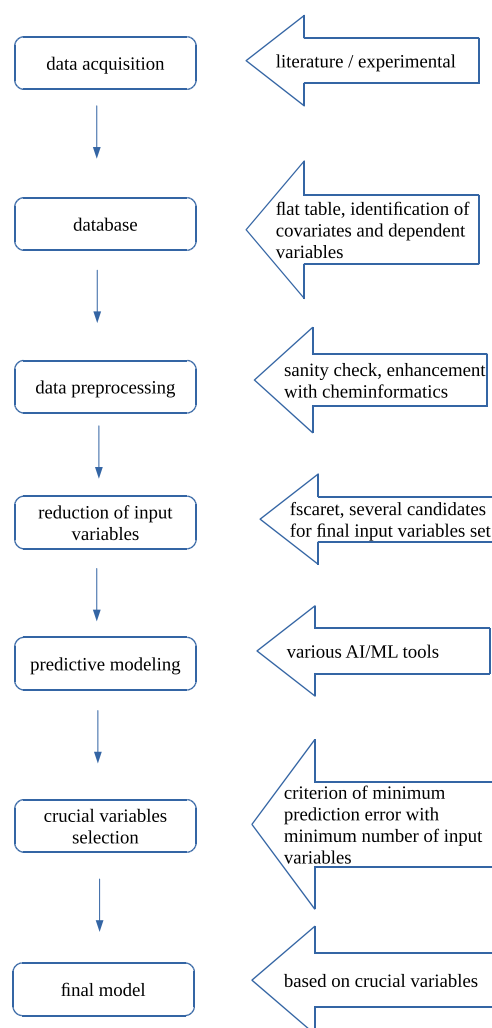 data acquisition
literature / experimental
database
flat table, identification of
covariates and dependent
variables
data preprocessing
sanity check, enhancement
with cheminformatics
reduction of input
variables
fscaret, several candidates
for final input variables set
predictive modeling
various AI/ML tools
crucial variables
selection
criterion of minimum
prediction error with
minimum number of input
variables
final model
based on crucial variables